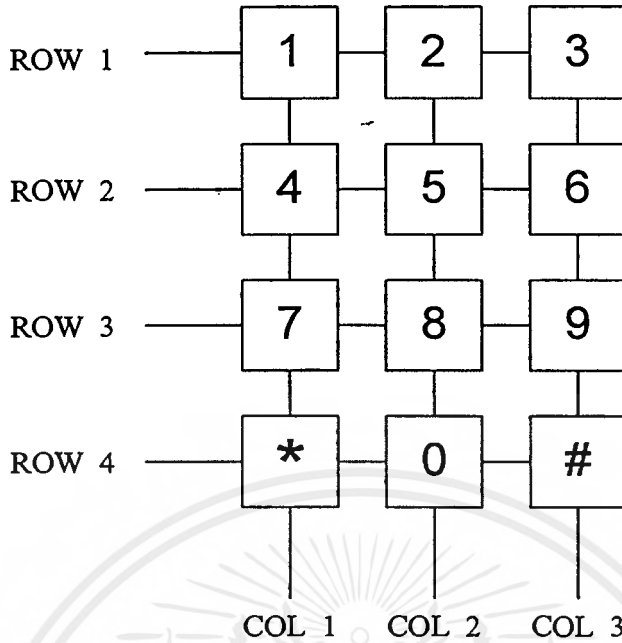 ROW 1 1 2 3
ROW 2 4 5 6
ROW 3 7 8 9
ROW 4 * 0 #
COL 1 COL 2 COL 3